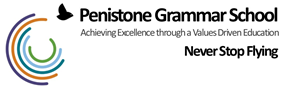 Penistone Grammar School
Achieving Excellence through a Values Driven Education
Never Stop Flying